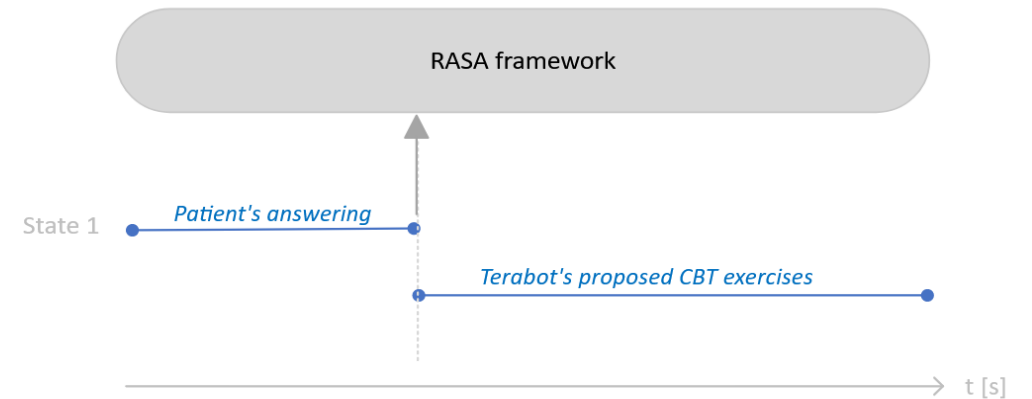 RASA framework
State 1
Patient's answering
Terabot's proposed CBT exercises
t [s]